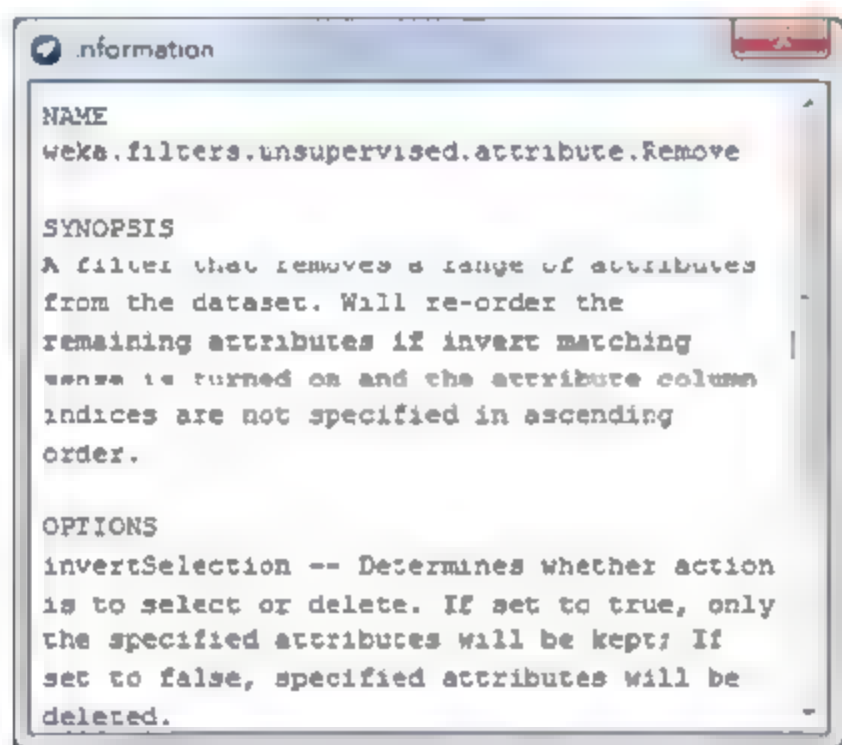 Information
NAME
weka.filters.unsupervised.attribute.Remove
SYNOPSIS
A filter that removes a range of attributes
from the dataset. Will re-order the
remaining attributes if invert matching
sense is turned on and the attribute column
indices are not specified in ascending
order.
OPTIONS
invertSelection -- Determines whether action
is to select or delete. If set to true, only
the specified attributes will be kept; If
set to false, specified attributes will be
deleted.